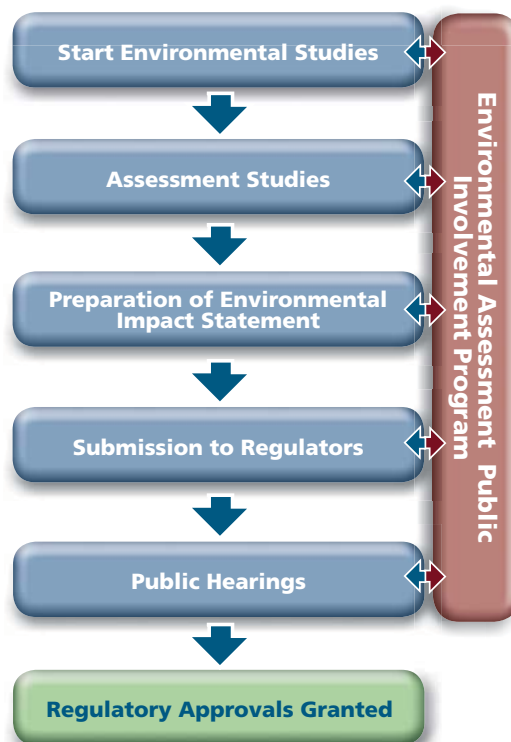 Start Environmental Studies
Assessment Studies
Preparation of Environmental
Impact Statement
Submission to Regulators
Public Hearings
Regulatory Approvals Granted
Environmental Assessment Public
Involvement Program